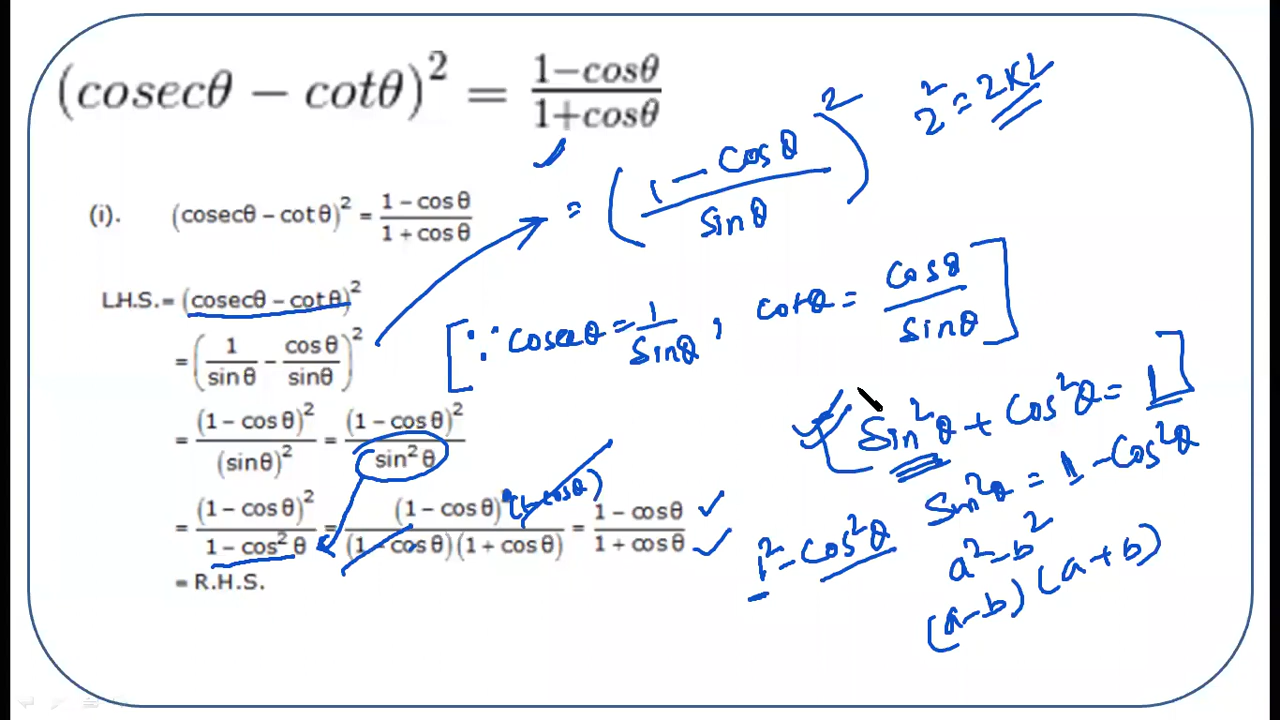 (cosecθ − cotθ)² = (1−cosθ)/(1+cosθ)
2² = 2×2
= ((1 − Cosθ)/Sinθ)²
(i). (cosecθ − cotθ)² = (1 − cosθ)/(1 + cosθ)
L.H.S. = (cosecθ − cotθ)²
[∵ Cosecθ = 1/Sinθ, Cotθ = Cosθ/Sinθ]
= (1/sinθ − cosθ/sinθ)²
[Sin²θ + Cos²θ = 1]
= (1 − cosθ)²/(sinθ)² = (1 − cosθ)²/sin²θ
Sin²θ = 1 − Cos²θ
= (1 − cosθ)²/(1 − cos²θ) = (1 − cosθ)² (1−cosθ)/(1 − cosθ)(1 + cosθ) = (1 − cosθ)/(1 + cosθ)
1² − Cos²θ
a² − b²
(a−b)(a+b)
= R.H.S.